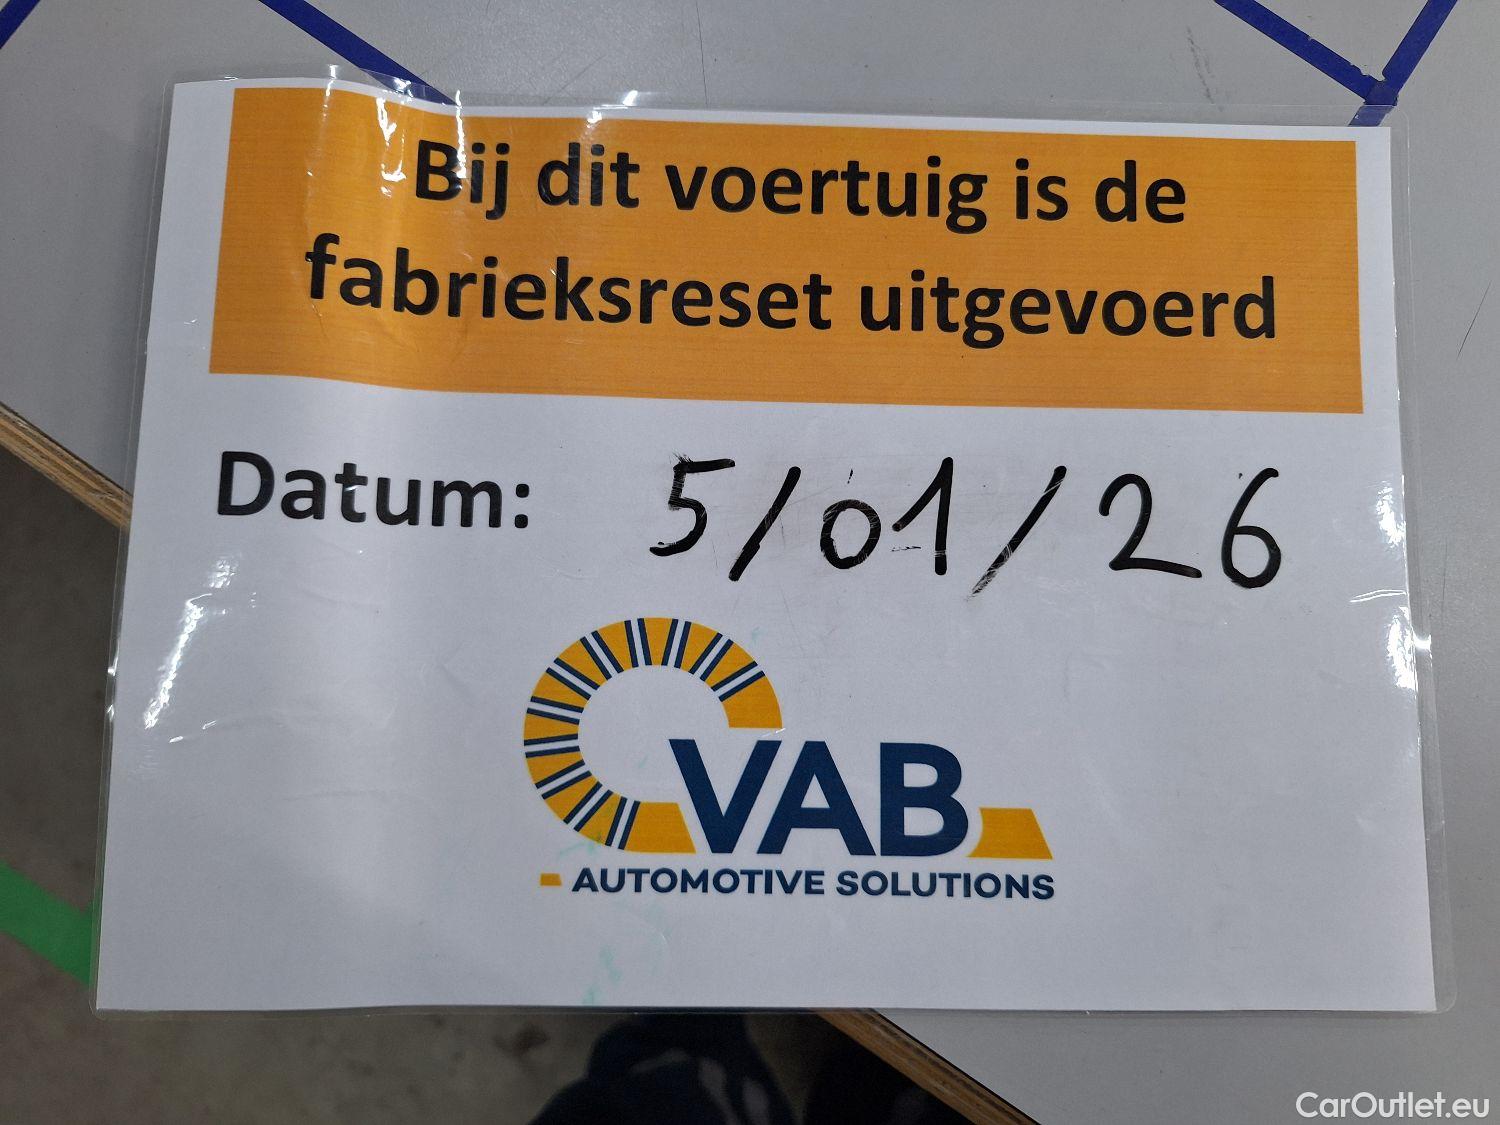 Bij dit voertuig is de
fabrieksreset uitgevoerd
Datum: 5/01/26
VAB
AUTOMOTIVE SOLUTIONS
CarOutlet.eu